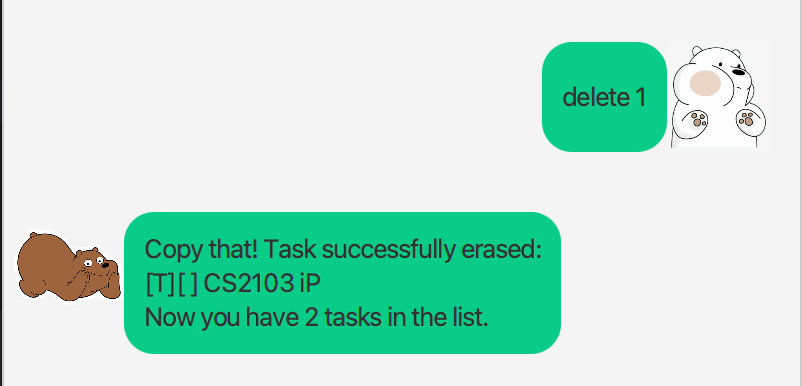 delete 1
Copy that! Task successfully erased:
[T][ ] CS2103 iP
Now you have 2 tasks in the list.